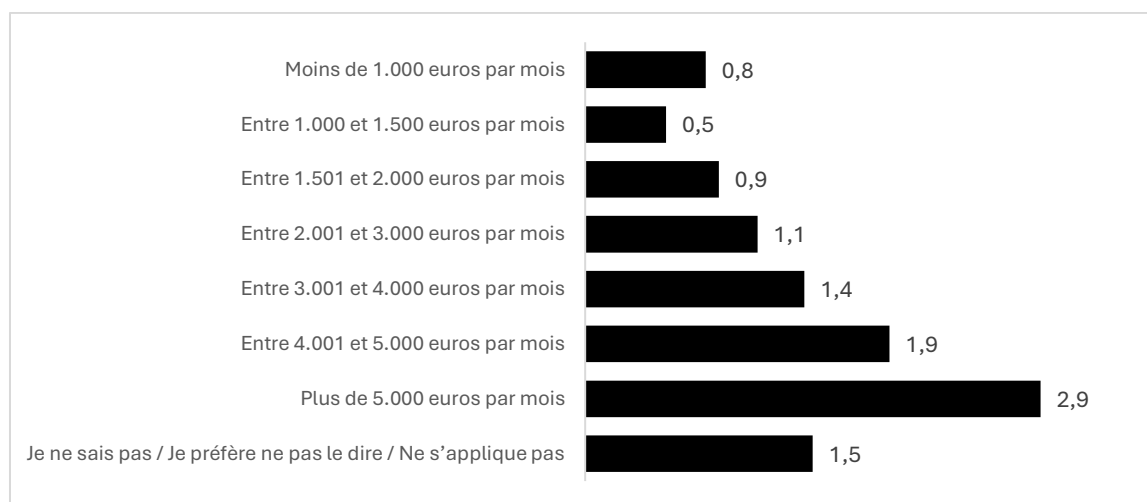 Moins de 1.000 euros par mois 0,8
Entre 1.000 et 1.500 euros par mois 0,5
Entre 1.501 et 2.000 euros par mois 0,9
Entre 2.001 et 3.000 euros par mois 1,1
Entre 3.001 et 4.000 euros par mois 1,4
Entre 4.001 et 5.000 euros par mois 1,9
Plus de 5.000 euros par mois 2,9
Je ne sais pas / Je préfère ne pas le dire / Ne s’applique pas 1,5